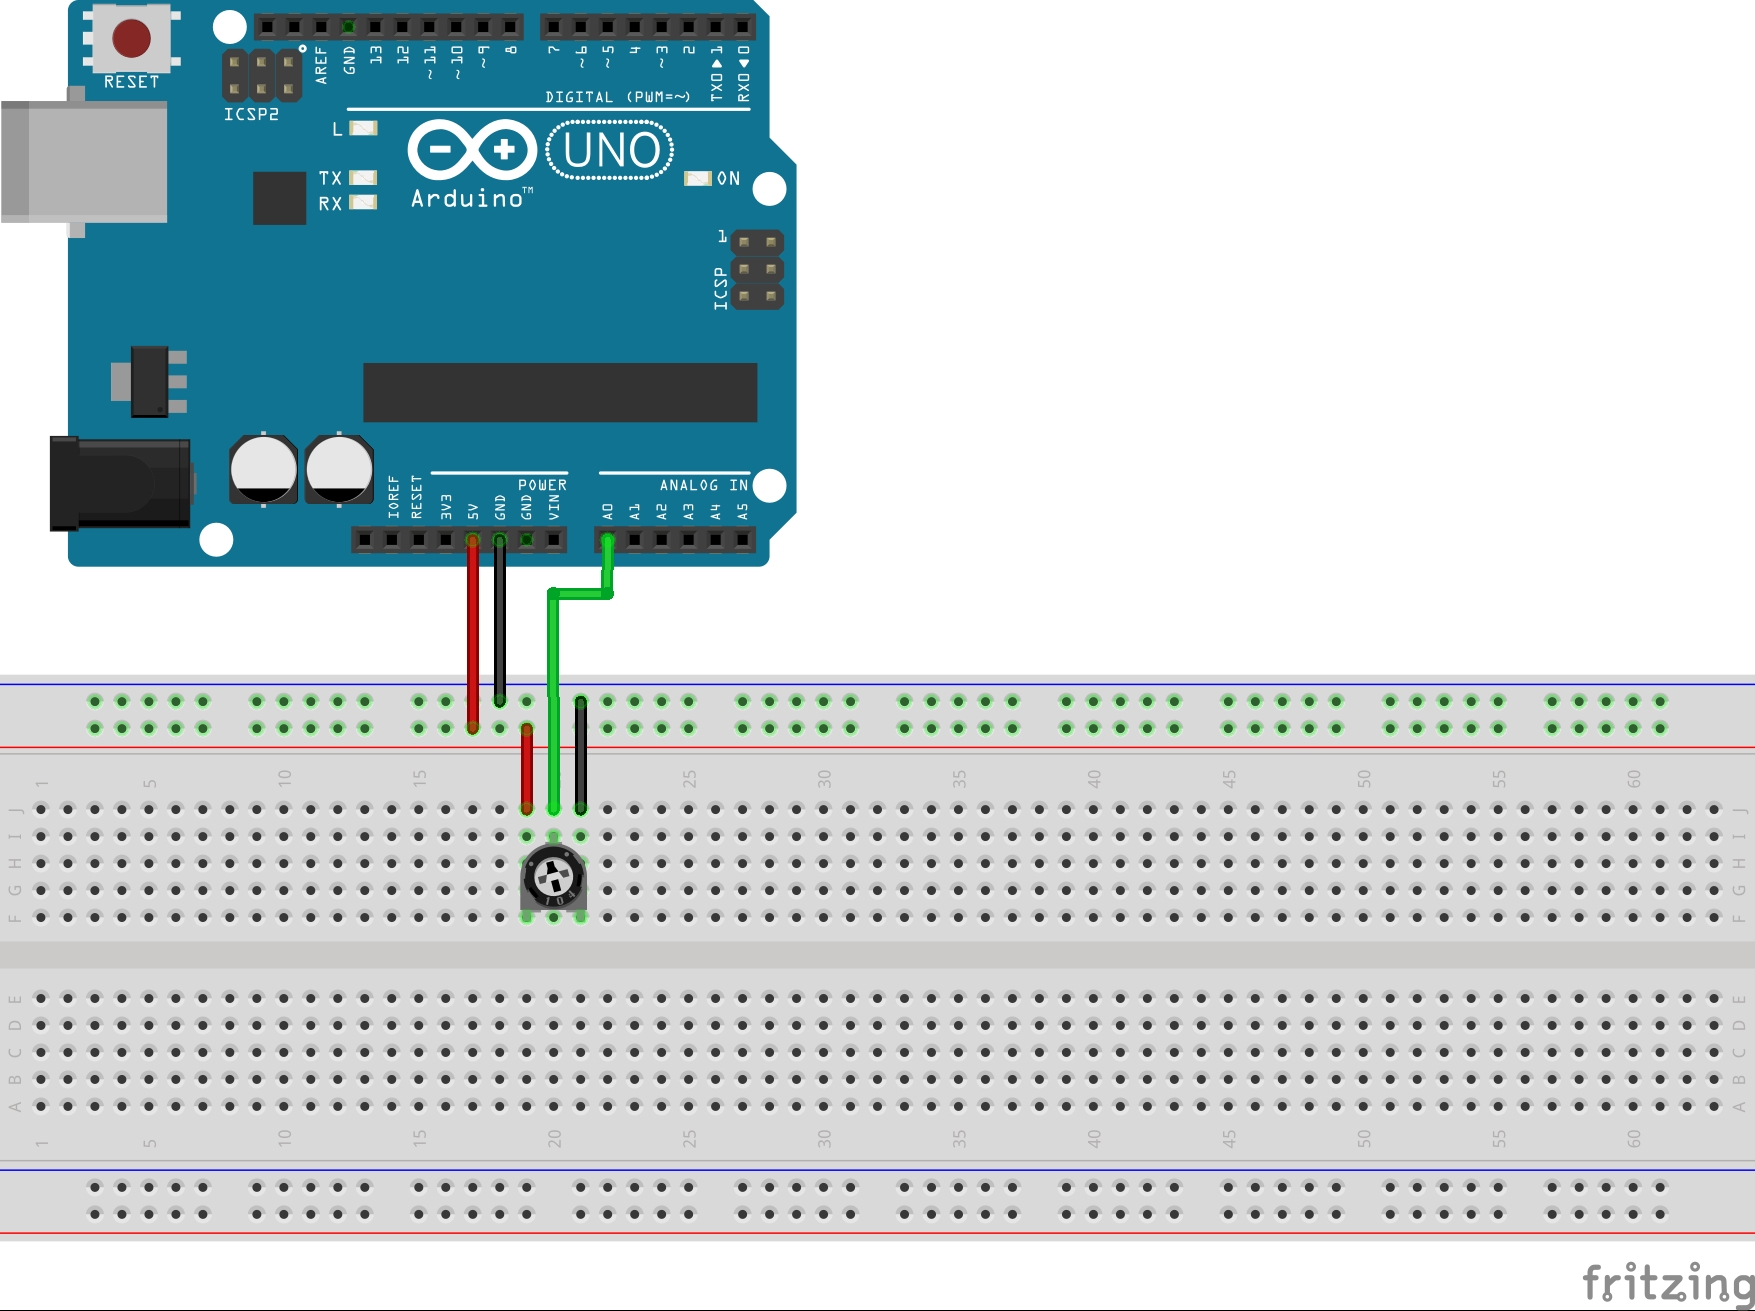 RESET
ICSP2
AREF
GND
13
12
~11
~10
~9
8
7
~6
~5
4
~3
2
TX0▶1
RX0◀0
DIGITAL (PWM=~)
L
TX
RX
UNO
Arduino™
ON
1
ICSP
POWER
ANALOG IN
IOREF
RESET
3V3
5V
GND
GND
VIN
A0
A1
A2
A3
A4
A5
1 5 10 15 25 30 35 40 45 50 55 60
J J
I I
H H
G G
F F
104
E E
D D
C C
B B
A A
1 5 10 15 20 25 30 35 40 45 50 55 60
fritzing